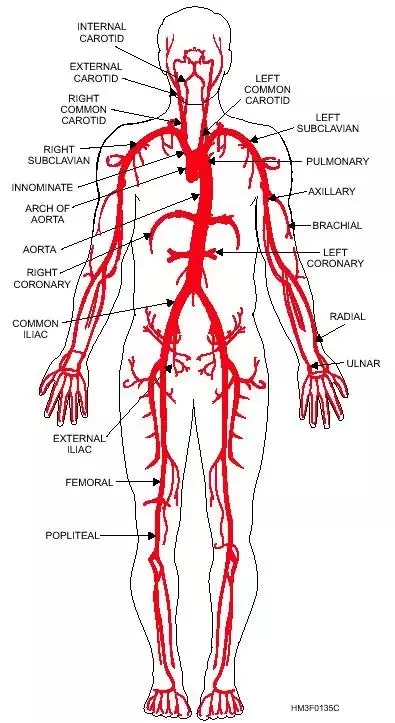 INTERNAL
CAROTID
EXTERNAL
CAROTID
RIGHT
COMMON
CAROTID
LEFT
COMMON
CAROTID
LEFT
SUBCLAVIAN
RIGHT
SUBCLAVIAN
PULMONARY
INNOMINATE
AXILLARY
ARCH OF
AORTA
BRACHIAL
AORTA
LEFT
CORONARY
RIGHT
CORONARY
RADIAL
COMMON
ILIAC
ULNAR
EXTERNAL
ILIAC
FEMORAL
POPLITEAL
HM3F0135C